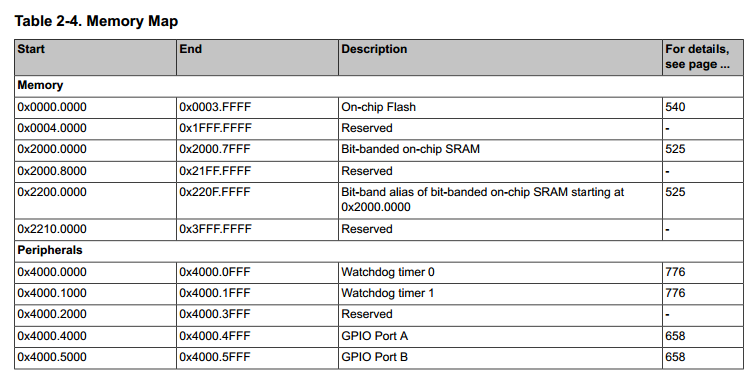 Table 2-4. Memory Map
Start End Description For details,
see page ...
Memory
0x0000.0000 0x0003.FFFF On-chip Flash 540
0x0004.0000 0x1FFF.FFFF Reserved -
0x2000.0000 0x2000.7FFF Bit-banded on-chip SRAM 525
0x2000.8000 0x21FF.FFFF Reserved -
0x2200.0000 0x220F.FFFF Bit-band alias of bit-banded on-chip SRAM starting at 525
0x2000.0000
0x2210.0000 0x3FFF.FFFF Reserved -
Peripherals
0x4000.0000 0x4000.0FFF Watchdog timer 0 776
0x4000.1000 0x4000.1FFF Watchdog timer 1 776
0x4000.2000 0x4000.3FFF Reserved -
0x4000.4000 0x4000.4FFF GPIO Port A 658
0x4000.5000 0x4000.5FFF GPIO Port B 658